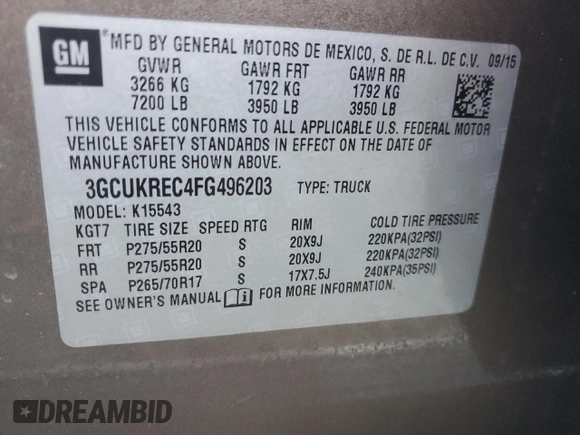 GM
®MFD BY GENERAL MOTORS DE MEXICO, S. DE R.L. DE C.V. 09/15
GVWR GAWR FRT GAWR RR
3266 KG 1792 KG 1792 KG
7200 LB 3950 LB 3950 LB
THIS VEHICLE CONFORMS TO ALL APPLICABLE U.S. FEDERAL MOTOR
VEHICLE SAFETY STANDARDS IN EFFECT ON THE DATE OF
MANUFACTURE SHOWN ABOVE.
3GCUKREC4FG496203 TYPE: TRUCK
MODEL: K15543
KGT7 TIRE SIZE SPEED RTG RIM COLD TIRE PRESSURE
FRT P275/55R20 S 20X9J 220KPA(32PSI)
RR P275/55R20 S 20X9J 220KPA(32PSI)
SPA P265/70R17 S 17X7.5J 240KPA(35PSI)
SEE OWNER'S MANUAL i FOR MORE INFORMATION.
DREAMBID